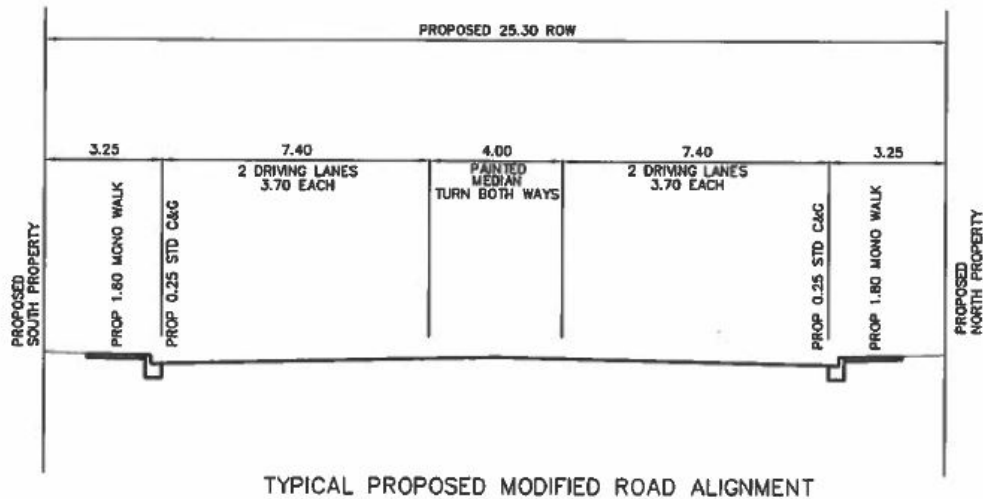 PROPOSED 25.30 ROW
3.25
7.40
4.00
7.40
3.25
2 DRIVING LANES
3.70 EACH
PAINTED
MEDIAN
TURN BOTH WAYS
2 DRIVING LANES
3.70 EACH
PROPOSED
SOUTH PROPERTY
PROP 1.80 MONO WALK
PROP 0.25 STD C&G
PROP 0.25 STD C&G
PROP 1.80 MONO WALK
PROPOSED
NORTH PROPERTY
TYPICAL PROPOSED MODIFIED ROAD ALIGNMENT